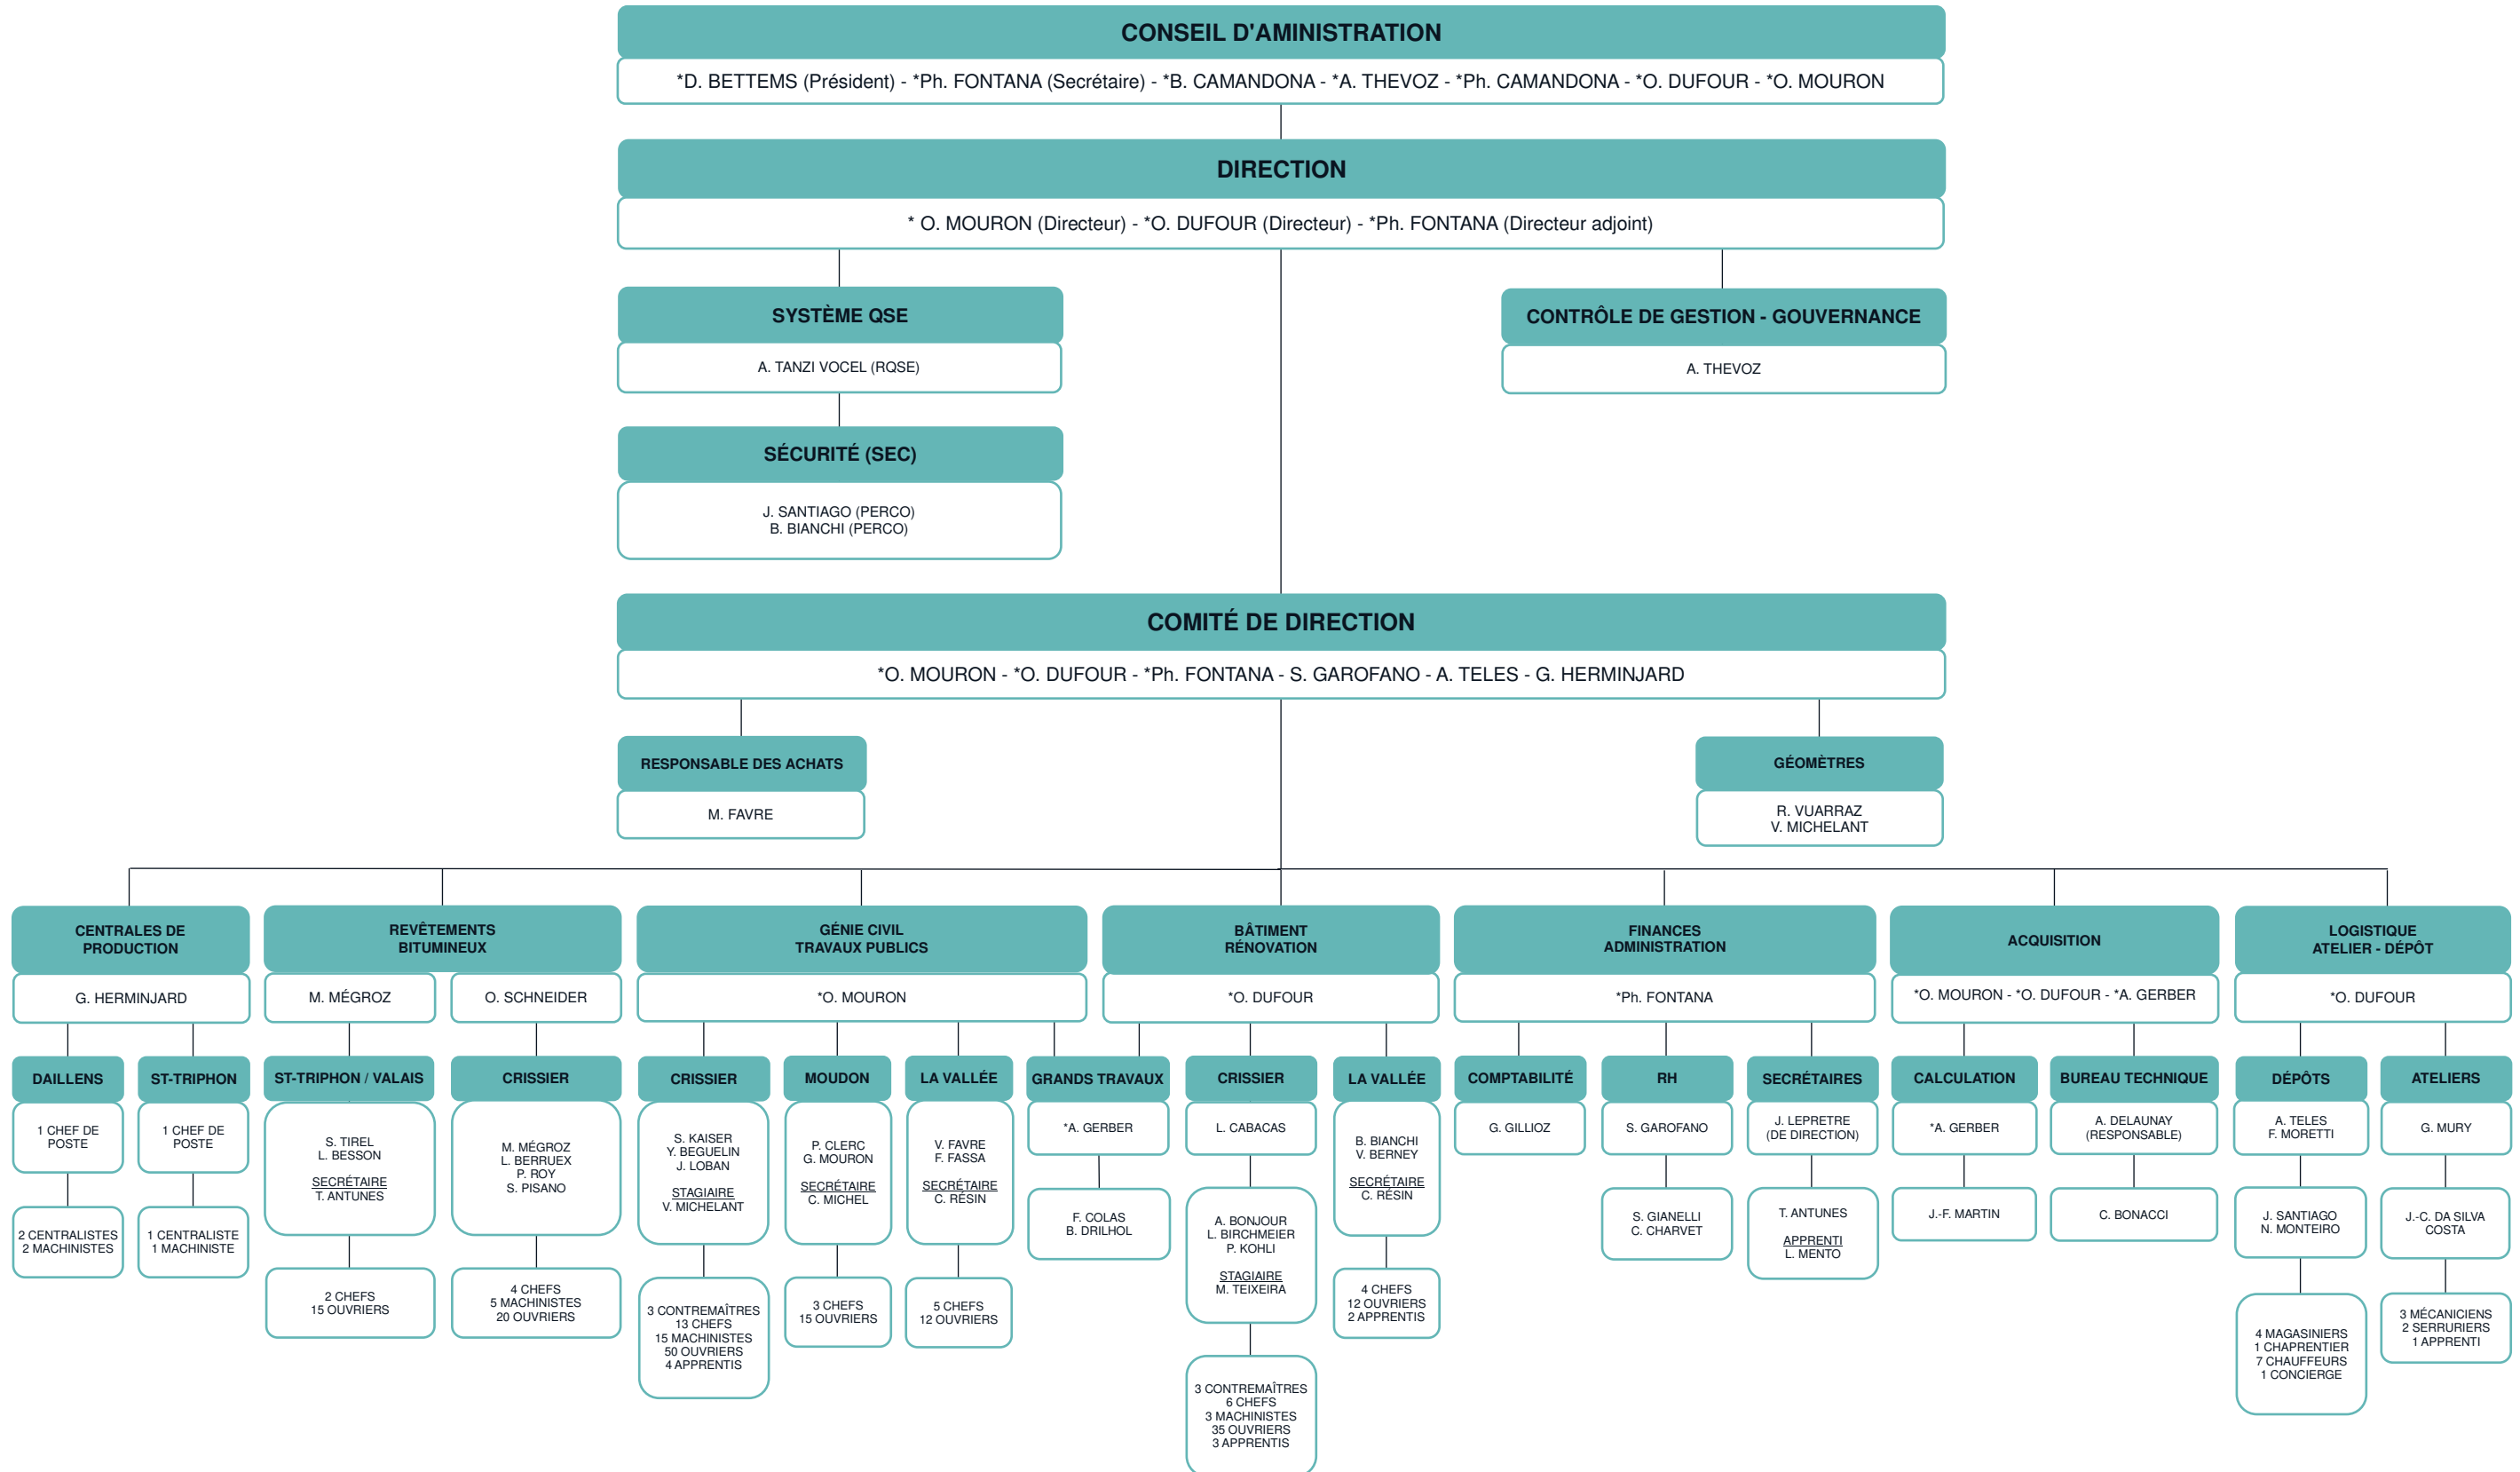 CONSEIL D'AMINISTRATION
*D. BETTEMS (Président) - *Ph. FONTANA (Secrétaire) - *B. CAMANDONA - *A. THEVOZ - *Ph. CAMANDONA - *O. DUFOUR - *O. MOURON
DIRECTION
* O. MOURON (Directeur) - *O. DUFOUR (Directeur) - *Ph. FONTANA (Directeur adjoint)
SYSTÈME QSE
A. TANZI VOCEL (RQSE)
CONTRÔLE DE GESTION - GOUVERNANCE
A. THEVOZ
SÉCURITÉ (SEC)
J. SANTIAGO (PERCO)
B. BIANCHI (PERCO)
COMITÉ DE DIRECTION
*O. MOURON - *O. DUFOUR - *Ph. FONTANA - S. GAROFANO - A. TELES - G. HERMINJARD
RESPONSABLE DES ACHATS
M. FAVRE
GÉOMÈTRES
R. VUARRAZ
V. MICHELANT
CENTRALES DE
PRODUCTION
G. HERMINJARD
DAILLENS
1 CHEF DE
POSTE
2 CENTRALISTES
2 MACHINISTES
ST-TRIPHON
1 CHEF DE
POSTE
1 CENTRALISTE
1 MACHINISTE
REVÊTEMENTS
BITUMINEUX
M. MÉGROZ
ST-TRIPHON / VALAIS
S. TIREL
L. BESSON
SECRÉTAIRE
T. ANTUNES
2 CHEFS
15 OUVRIERS
O. SCHNEIDER
CRISSIER
M. MÉGROZ
L. BERRUEX
P. ROY
S. PISANO
4 CHEFS
5 MACHINISTES
20 OUVRIERS
GÉNIE CIVIL
TRAVAUX PUBLICS
*O. MOURON
CRISSIER
S. KAISER
Y. BEGUELIN
J. LOBAN
STAGIAIRE
V. MICHELANT
3 CONTREMAÎTRES
13 CHEFS
15 MACHINISTES
50 OUVRIERS
4 APPRENTIS
MOUDON
P. CLERC
G. MOURON
SECRÉTAIRE
C. MICHEL
3 CHEFS
15 OUVRIERS
LA VALLÉE
V. FAVRE
F. FASSA
SECRÉTAIRE
C. RÉSIN
5 CHEFS
12 OUVRIERS
GRANDS TRAVAUX
*A. GERBER
F. COLAS
B. DRILHOL
BÂTIMENT
RÉNOVATION
*O. DUFOUR
CRISSIER
L. CABACAS
A. BONJOUR
L. BIRCHMEIER
P. KOHLI
STAGIAIRE
M. TEIXEIRA
3 CONTREMAÎTRES
6 CHEFS
3 MACHINISTES
35 OUVRIERS
3 APPRENTIS
LA VALLÉE
B. BIANCHI
V. BERNEY
SECRÉTAIRE
C. RÉSIN
4 CHEFS
12 OUVRIERS
2 APPRENTIS
FINANCES
ADMINISTRATION
*Ph. FONTANA
COMPTABILITÉ
G. GILLIOZ
RH
S. GAROFANO
S. GIANELLI
C. CHARVET
SECRÉTAIRES
J. LEPRETRE
(DE DIRECTION)
T. ANTUNES
APPRENTI
L. MENTO
ACQUISITION
*O. MOURON - *O. DUFOUR - *A. GERBER
CALCULATION
*A. GERBER
J.-F. MARTIN
BUREAU TECHNIQUE
A. DELAUNAY
(RESPONSABLE)
C. BONACCI
LOGISTIQUE
ATELIER - DÉPÔT
*O. DUFOUR
DÉPÔTS
A. TELES
F. MORETTI
J. SANTIAGO
N. MONTEIRO
4 MAGASINIERS
1 CHAPRENTIER
7 CHAUFFEURS
1 CONCIERGE
ATELIERS
G. MURY
J.-C. DA SILVA
COSTA
3 MÉCANICIENS
2 SERRURIERS
1 APPRENTI